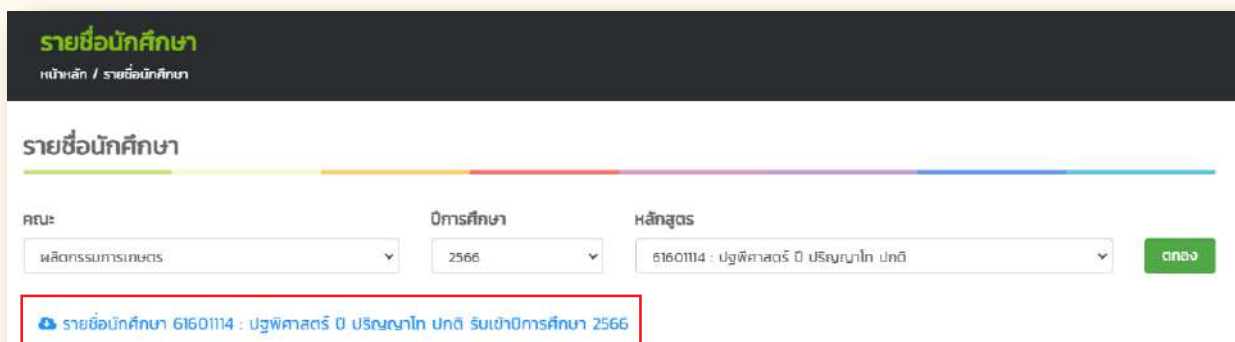 รายชื่อนักศึกษา
หน้าหลัก / รายชื่อนักศึกษา
รายชื่อนักศึกษา
คณะ ปีการศึกษา หลักสูตร
ผลิตกรรมการเกษตร 2566 61601114 : ปฐพีศาสตร์ ปี ปริญญาโท ปกติ ตกลง
รายชื่อนักศึกษา 61601114 : ปฐพีศาสตร์ ปี ปริญญาโท ปกติ รับเข้าปีการศึกษา 2566